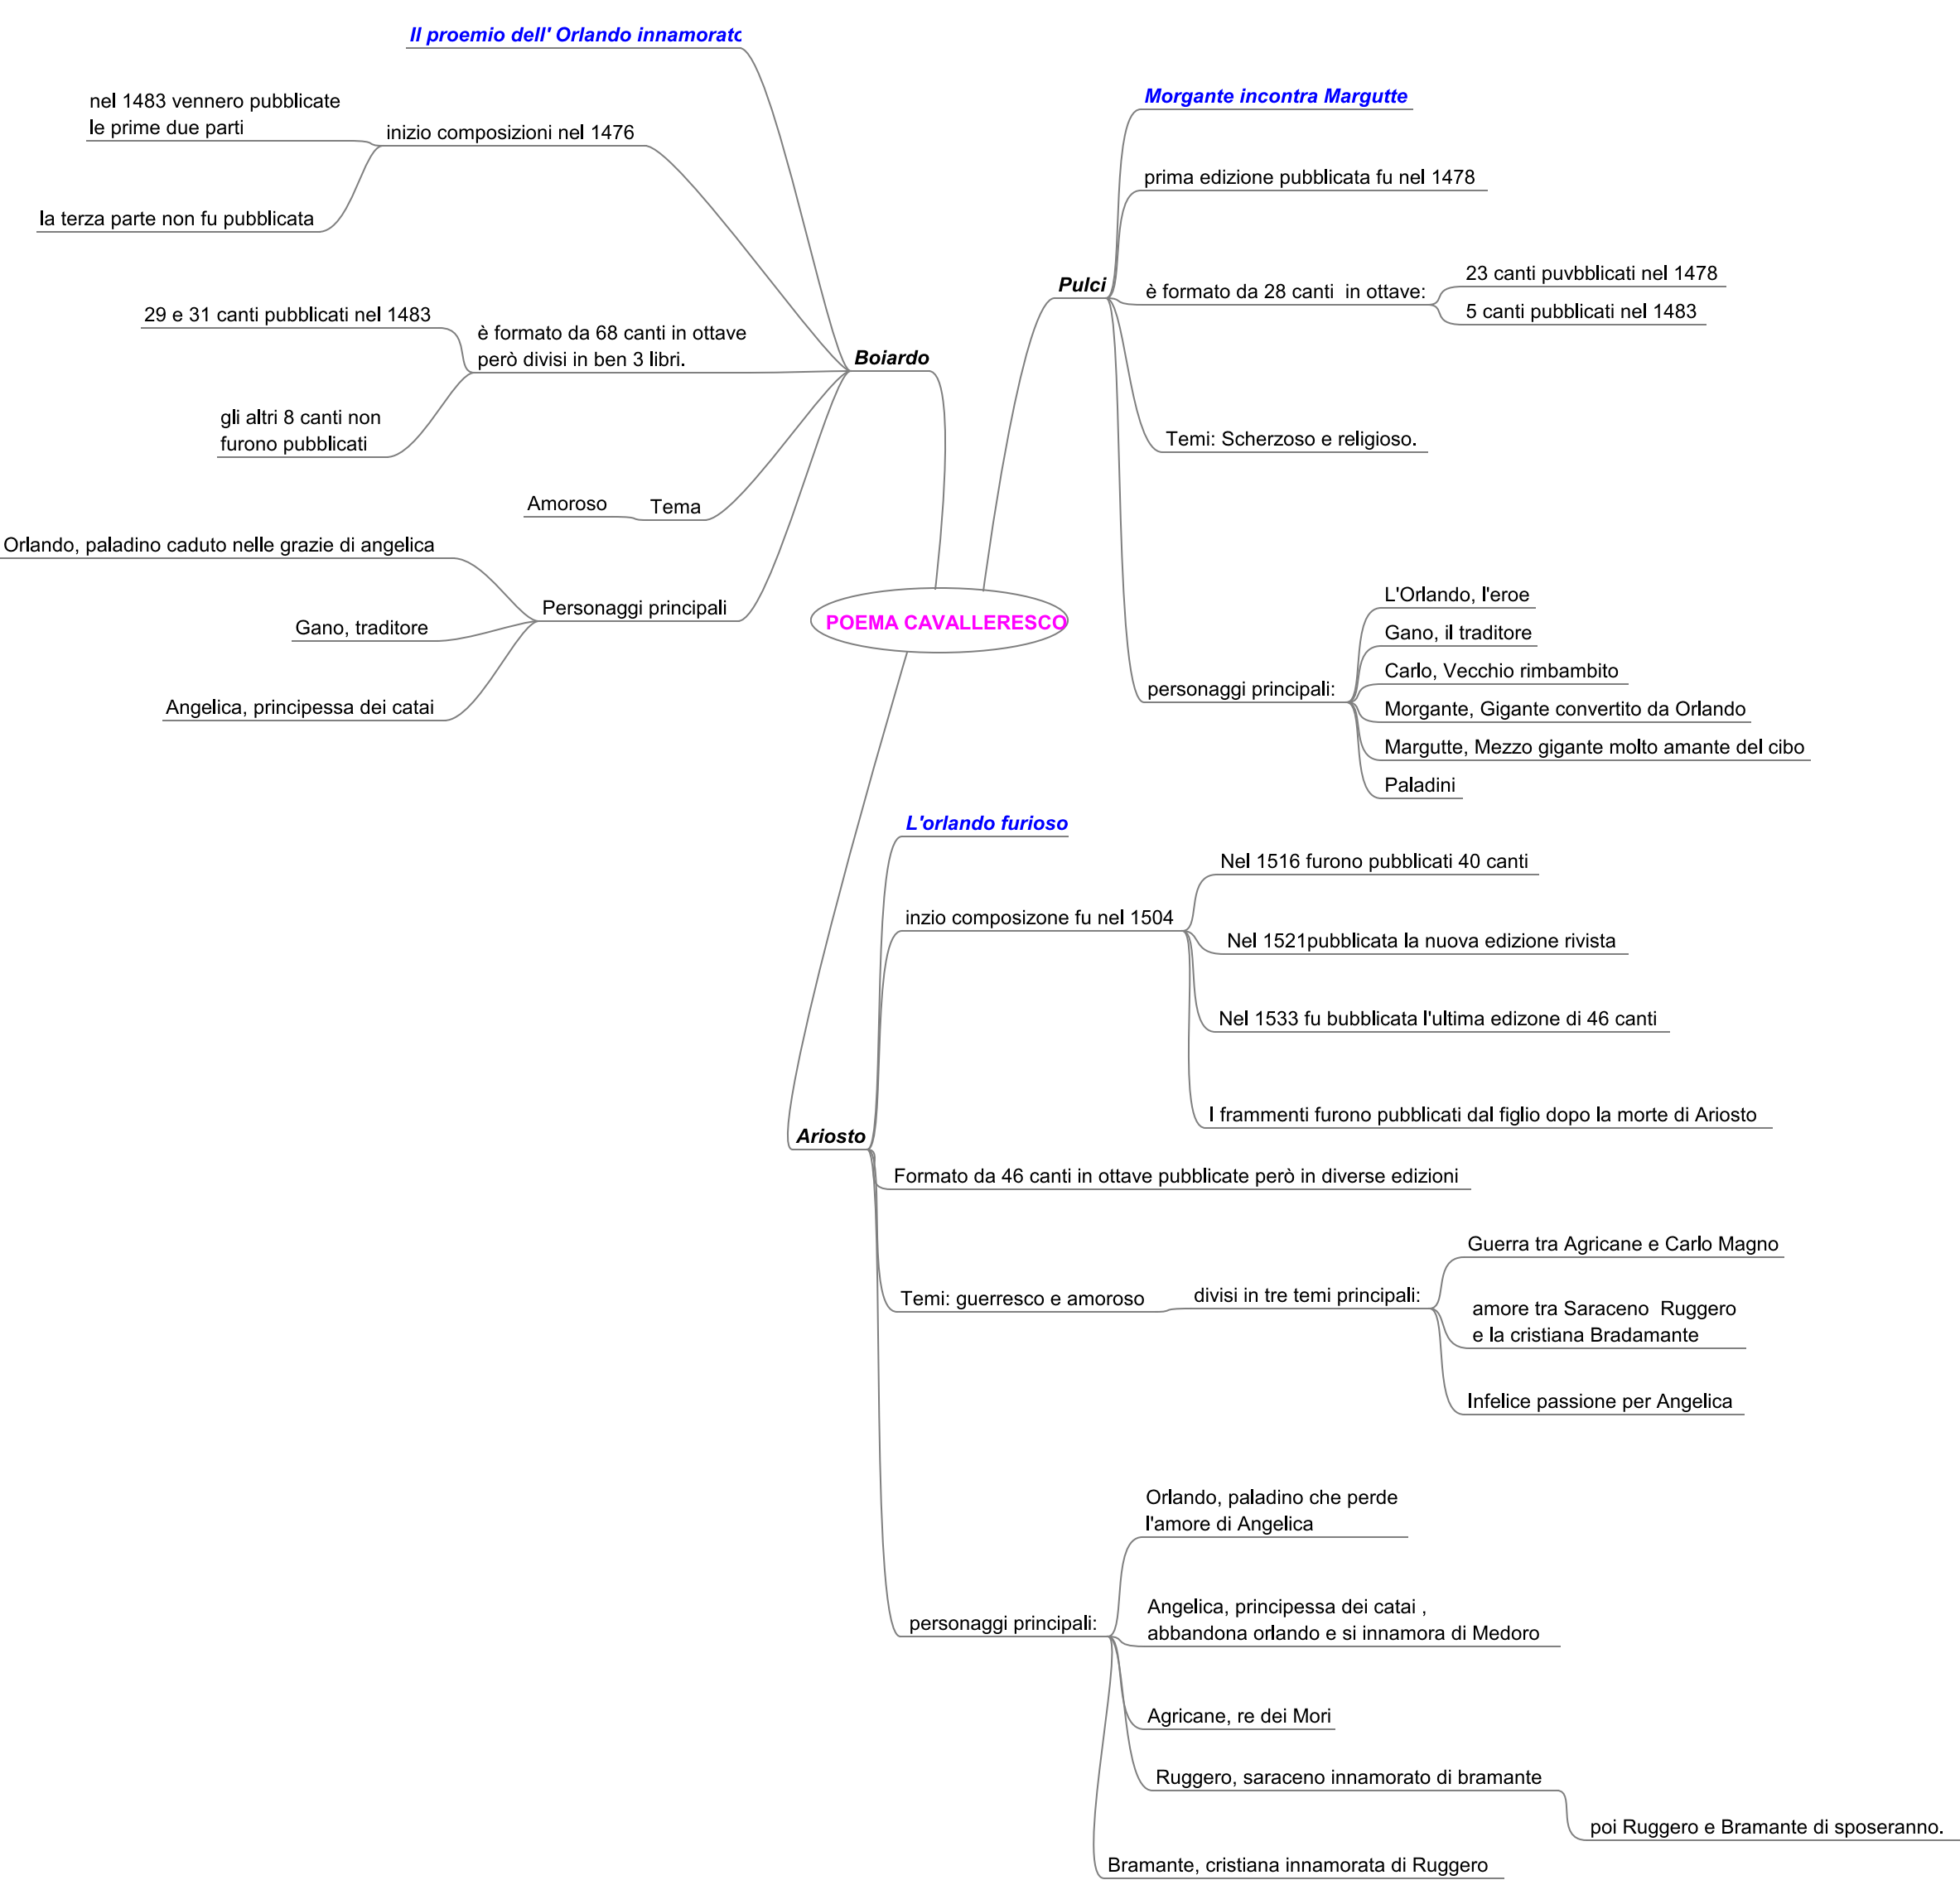 Il proemio dell' Orlando innamorato
nel 1483 vennero pubblicate
le prime due parti
inizio composizioni nel 1476
la terza parte non fu pubblicata
29 e 31 canti pubblicati nel 1483
è formato da 68 canti in ottave
però divisi in ben 3 libri.
gli altri 8 canti non
furono pubblicati
Boiardo
Amoroso
Tema
Orlando, paladino caduto nelle grazie di angelica
Personaggi principali
Gano, traditore
Angelica, principessa dei catai
POEMA CAVALLERESCO
Morgante incontra Margutte
prima edizione pubblicata fu nel 1478
Pulci
è formato da 28 canti  in ottave:
23 canti puvbblicati nel 1478
5 canti pubblicati nel 1483
Temi: Scherzoso e religioso.
personaggi principali:
L'Orlando, l'eroe
Gano, il traditore
Carlo, Vecchio rimbambito
Morgante, Gigante convertito da Orlando
Margutte, Mezzo gigante molto amante del cibo
Paladini
L'orlando furioso
Nel 1516 furono pubblicati 40 canti
inzio composizone fu nel 1504
Nel 1521pubblicata la nuova edizione rivista
Nel 1533 fu bubblicata l'ultima edizone di 46 canti
I frammenti furono pubblicati dal figlio dopo la morte di Ariosto
Ariosto
Formato da 46 canti in ottave pubblicate però in diverse edizioni
Temi: guerresco e amoroso
divisi in tre temi principali:
Guerra tra Agricane e Carlo Magno
amore tra Saraceno  Ruggero
e la cristiana Bradamante
Infelice passione per Angelica
personaggi principali:
Orlando, paladino che perde
l'amore di Angelica
Angelica, principessa dei catai ,
abbandona orlando e si innamora di Medoro
Agricane, re dei Mori
Ruggero, saraceno innamorato di bramante
poi Ruggero e Bramante di sposeranno.
Bramante, cristiana innamorata di Ruggero